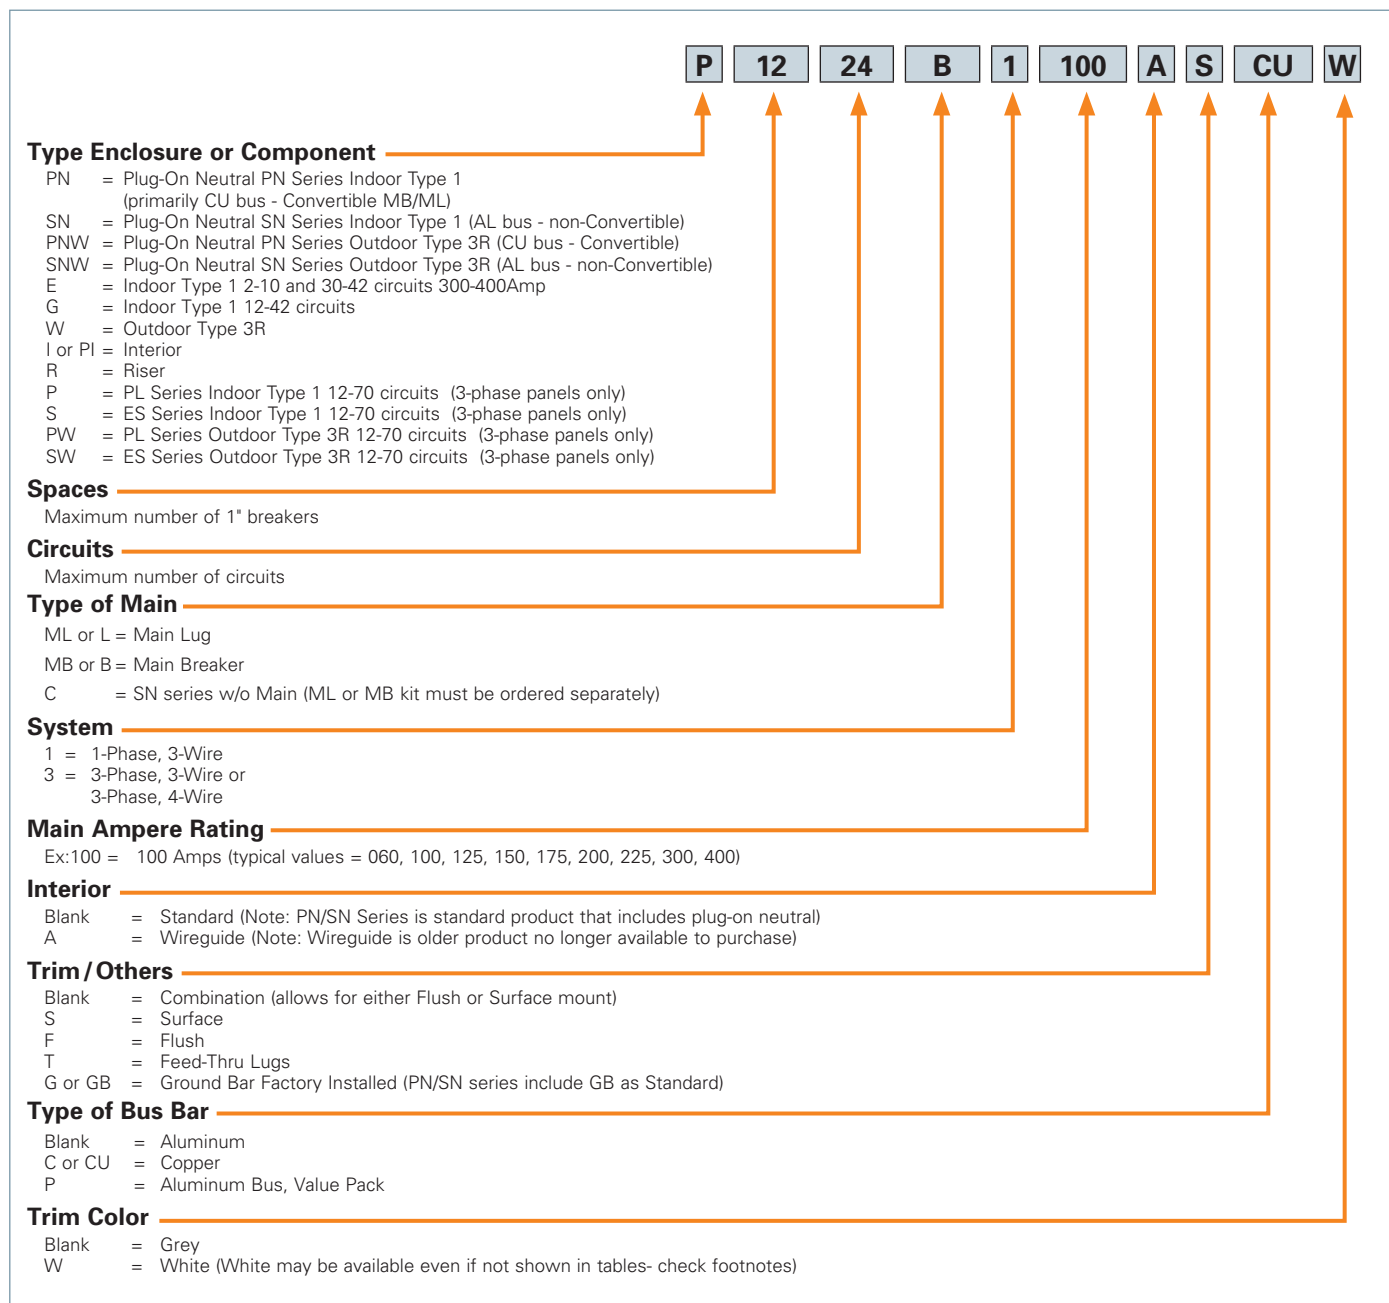 P 12 24 B 1 100 A S CU W
Type Enclosure or Component
PN = Plug-On Neutral PN Series Indoor Type 1
(primarily CU bus - Convertible MB/ML)
SN = Plug-On Neutral SN Series Indoor Type 1 (AL bus - non-Convertible)
PNW = Plug-On Neutral PN Series Outdoor Type 3R (CU bus - Convertible)
SNW = Plug-On Neutral SN Series Outdoor Type 3R (AL bus - non-Convertible)
E = Indoor Type 1 2-10 and 30-42 circuits 300-400Amp
G = Indoor Type 1 12-42 circuits
W = Outdoor Type 3R
I or PI = Interior
R = Riser
P = PL Series Indoor Type 1 12-70 circuits (3-phase panels only)
S = ES Series Indoor Type 1 12-70 circuits (3-phase panels only)
PW = PL Series Outdoor Type 3R 12-70 circuits (3-phase panels only)
SW = ES Series Outdoor Type 3R 12-70 circuits (3-phase panels only)
Spaces
Maximum number of 1" breakers
Circuits
Maximum number of circuits
Type of Main
ML or L = Main Lug
MB or B = Main Breaker
C = SN series w/o Main (ML or MB kit must be ordered separately)
System
1 = 1-Phase, 3-Wire
3 = 3-Phase, 3-Wire or
3-Phase, 4-Wire
Main Ampere Rating
Ex:100 = 100 Amps (typical values = 060, 100, 125, 150, 175, 200, 225, 300, 400)
Interior
Blank = Standard (Note: PN/SN Series is standard product that includes plug-on neutral)
A = Wireguide (Note: Wireguide is older product no longer available to purchase)
Trim/Others
Blank = Combination (allows for either Flush or Surface mount)
S = Surface
F = Flush
T = Feed-Thru Lugs
G or GB = Ground Bar Factory Installed (PN/SN series include GB as Standard)
Type of Bus Bar
Blank = Aluminum
C or CU = Copper
P = Aluminum Bus, Value Pack
Trim Color
Blank = Grey
W = White (White may be available even if not shown in tables- check footnotes)